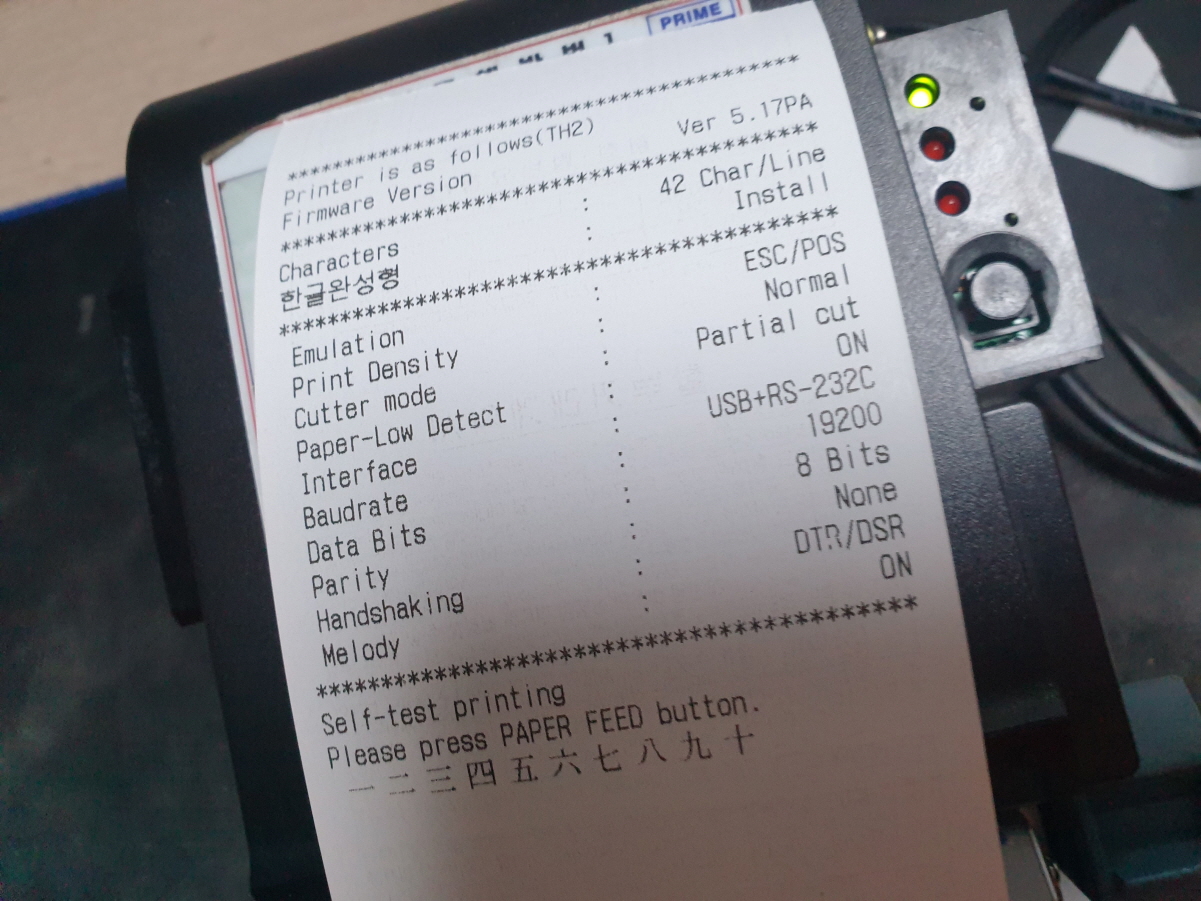 PRIME
1
******************************************
Printer is as follows(TH2)
Firmware Version Ver 5.17PA
******************************************
Characters : 42 Char/Line
한글완성형 : Install
******************************************
Emulation : ESC/POS
Print Density : Normal
Cutter mode : Partial cut
Paper-Low Detect : ON
Interface : USB+RS-232C
Baudrate : 19200
Data Bits : 8 Bits
Parity : None
Handshaking : DTR/DSR
Melody : ON
******************************************
Self-test printing
Please press PAPER FEED button.
一 二 三 四 五 六 七 八 九 十